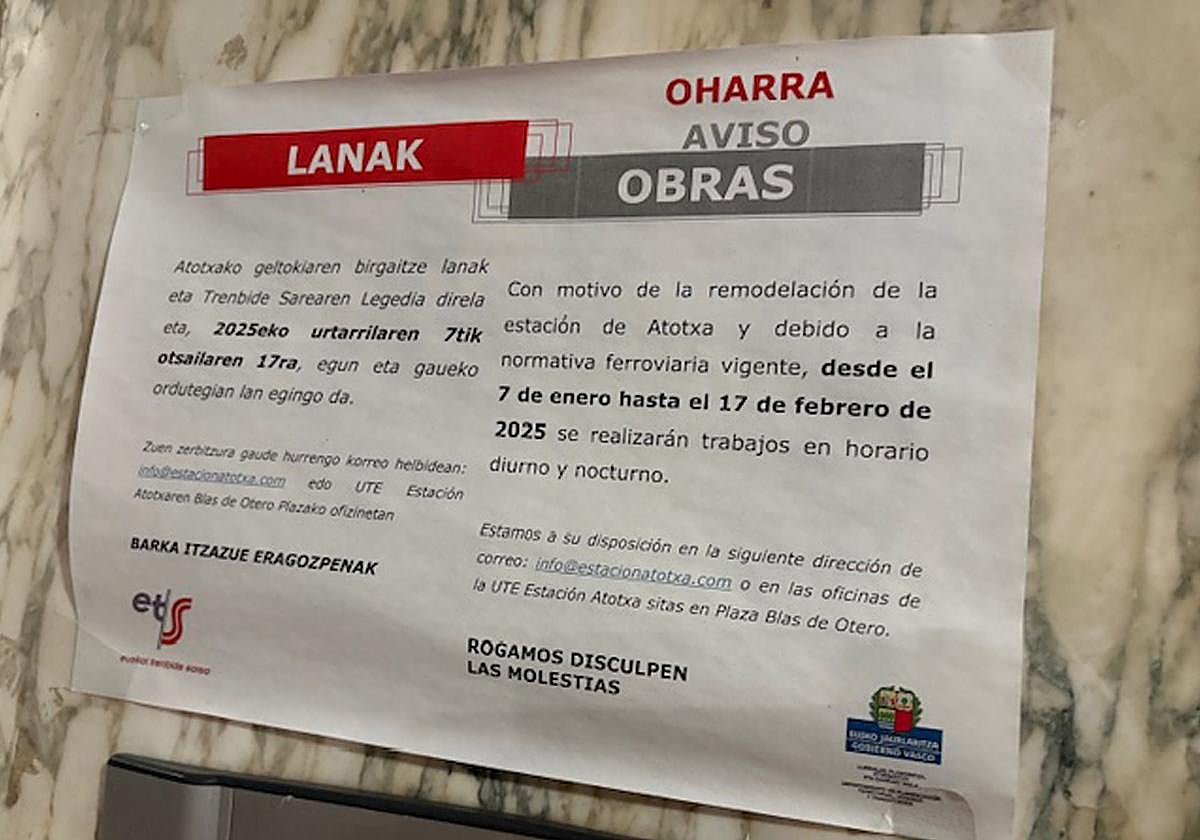 OHARRA
AVISO
LANAK
OBRAS
Atotxako geltokiaren birgaitze lanak
eta Trenbide Sarearen Legedia direla
eta, 2025eko urtarrilaren 7tik
otsailaren 17ra, egun eta gaueko
ordutegian lan egingo da.
Zuen zerbitzura gaude hurrengo korreo helbidean:
info@estacionatotxa.com edo UTE Estación
Atotxaren Blas de Otero Plazako ofizinetan
BARKA ITZAZUE ERAGOZPENAK
ets
euskal trenbide sarea
Con motivo de la remodelación de la
estación de Atotxa y debido a la
normativa ferroviaria vigente, desde el
7 de enero hasta el 17 de febrero de
2025 se realizarán trabajos en horario
diurno y nocturno.
Estamos a su disposición en la siguiente dirección de
correo: info@estacionatotxa.com o en las oficinas de
la UTE Estación Atotxa sitas en Plaza Blas de Otero.
ROGAMOS DISCULPEN
LAS MOLESTIAS
EUSKO JAURLARITZA
GOBIERNO VASCO